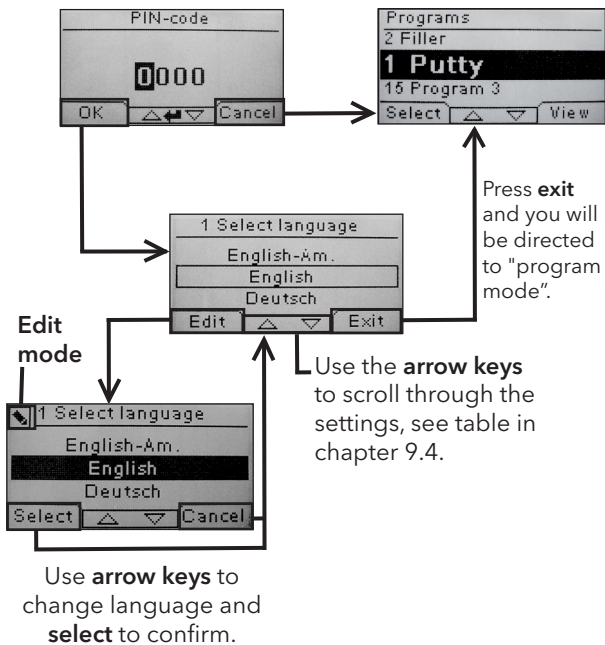 PIN-code
0000
OK
Cancel
Programs
2 Filler
1 Putty
15 Program 3
Select
View
Press exit
and you will
be directed
to "program
mode”.
1 Select language
English-Am.
English
Deutsch
Edit
Exit
Edit
mode
Use the arrow keys
to scroll through the
settings, see table in
chapter 9.4.
1 Select language
English-Am.
English
Deutsch
Select
Cancel
Use arrow keys to
change language and
select to confirm.